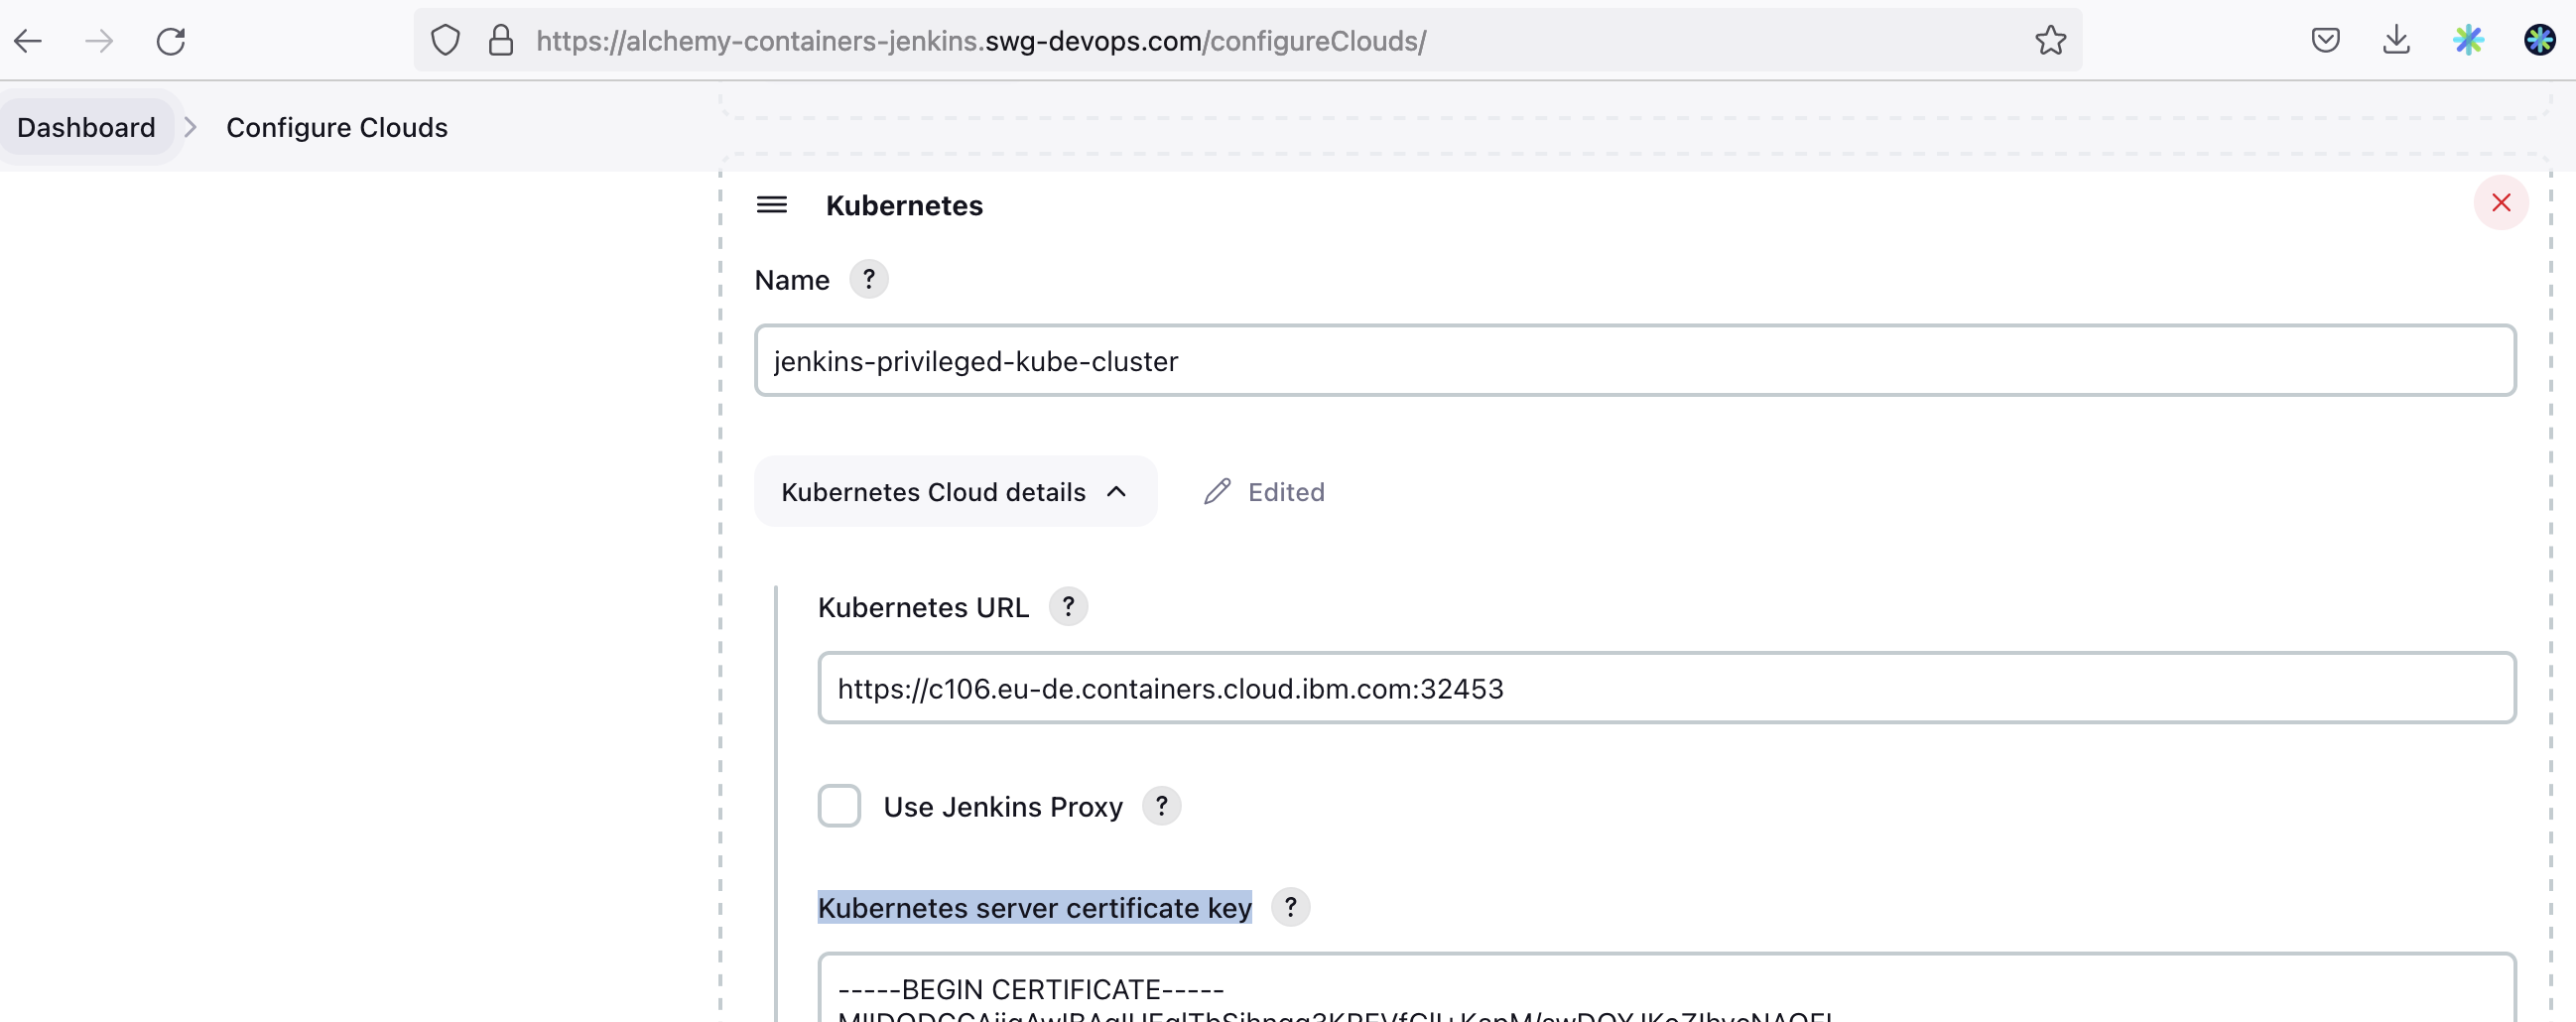 https://alchemy-containers-jenkins.swg-devops.com/configureClouds/
Dashboard > Configure Clouds
Kubernetes
Name ?
jenkins-privileged-kube-cluster
Kubernetes Cloud details Edited
Kubernetes URL ?
https://c106.eu-de.containers.cloud.ibm.com:32453
Use Jenkins Proxy ?
Kubernetes server certificate key ?
-----BEGIN CERTIFICATE-----